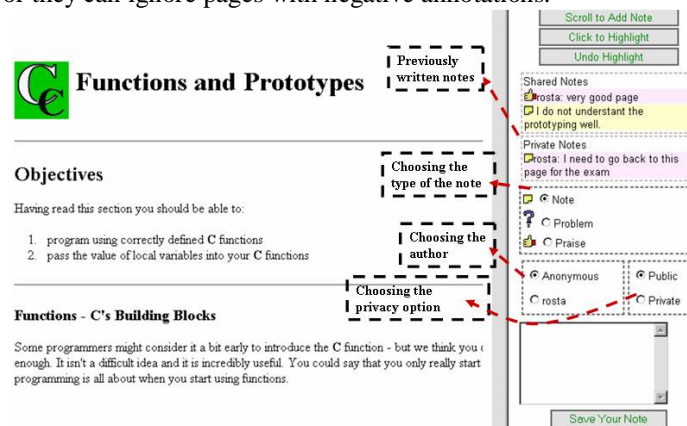 or they can ignore pages with negative annotations.
Scroll to Add Note
Click to Highlight
Undo Highlight
Previously
written notes
CC
Functions and Prototypes
Shared Notes
rosta: very good page
I do not understant the
prototyping well.
Private Notes
rosta: I need to go back to this
page for the exam
Choosing the
type of the note
Objectives
Having read this section you should be able to:
1. program using correctly defined C functions
2. pass the value of local variables into your C functions
Note
? Problem
Praise
Choosing the
author
Anonymous
rosta
Public
Private
Choosing the
privacy option
Functions - C's Building Blocks
Some programmers might consider it a bit early to introduce the C function - but we think you
enough. It isn't a difficult idea and it is incredibly useful. You could say that you only really start
programming is all about when you start using functions.
Save Your Note